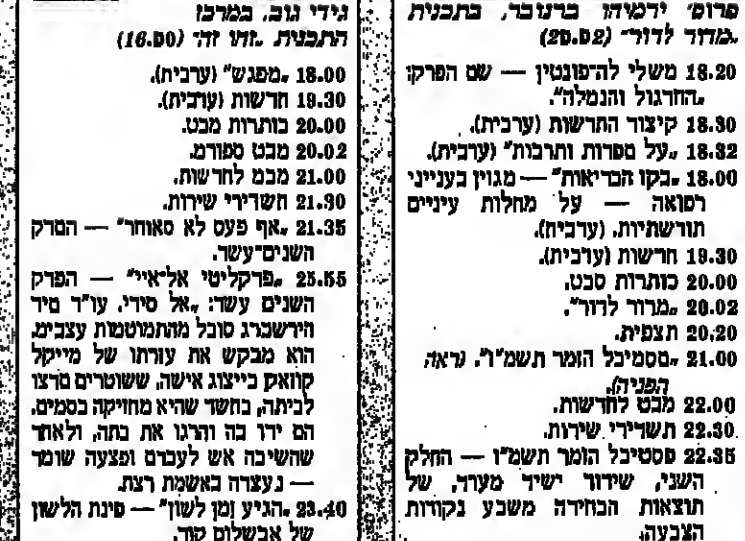 פרופ׳ ירמיהו ברנובר, בתכנית
„מדור לדור״ (20.02)
18.20 משלי לה־פונטיין — שם הפרק:
„החרגול והנמלה״.
18.30 קיצור החדשות (ערבית).
18.32 „על ספרות ותרבות״ (ערבית).
18.00 „בקו הבריאות״ — מגזין בענייני
רפואה — על מחלות עיניים
תורשתיות. (ערבית).
19.30 חדשות (ערבית).
20.00 כותרות מבט.
20.02 „מדור לדור״.
20.20 תצפית.
21.00 „פסטיבל הזמר תשמ״ו״. (ראה
הפניה).
22.00 מבט לחדשות.
22.30 תשדירי שירות.
22.35 פסטיבל הזמר תשמ״ו — החלק
השני, שידור ישיר מערד, של
תוצאות הבחירה משבע נקודות
הצבעה.
גידי גוב, במרכז
התכנית „זהו זה״ (16.00)
18.00 „מפגש״ (ערבית).
19.30 חדשות (ערבית).
20.00 כותרות מבט.
20.02 מבט ספורט.
21.00 מבט לחדשות.
21.30 תשדירי שירות.
21.35 „אף פעם לא מאוחר״ — הפרק
השנים־עשר.
25.55 „פרקליטי אל־איי״ — הפרק
השנים עשר: „אל סידי. עו״ד סיד
הירשברג סובל מהתמוטטות עצבים.
הוא מבקש את עזרתו של מייקל
קוזאק בייצוג אישה, ששוטרים פרצו
לביתה, בחשד שהיא מחזיקה בסמים.
הם ירו בה והרגו את בתה, ולאחר
שהשיבה אש לעברם ופצעה שוטר
— נעצרה באשמת רצח.
23.40 „הגיע זמן לשון״ — פינת הלשון
של אבשלום קור.